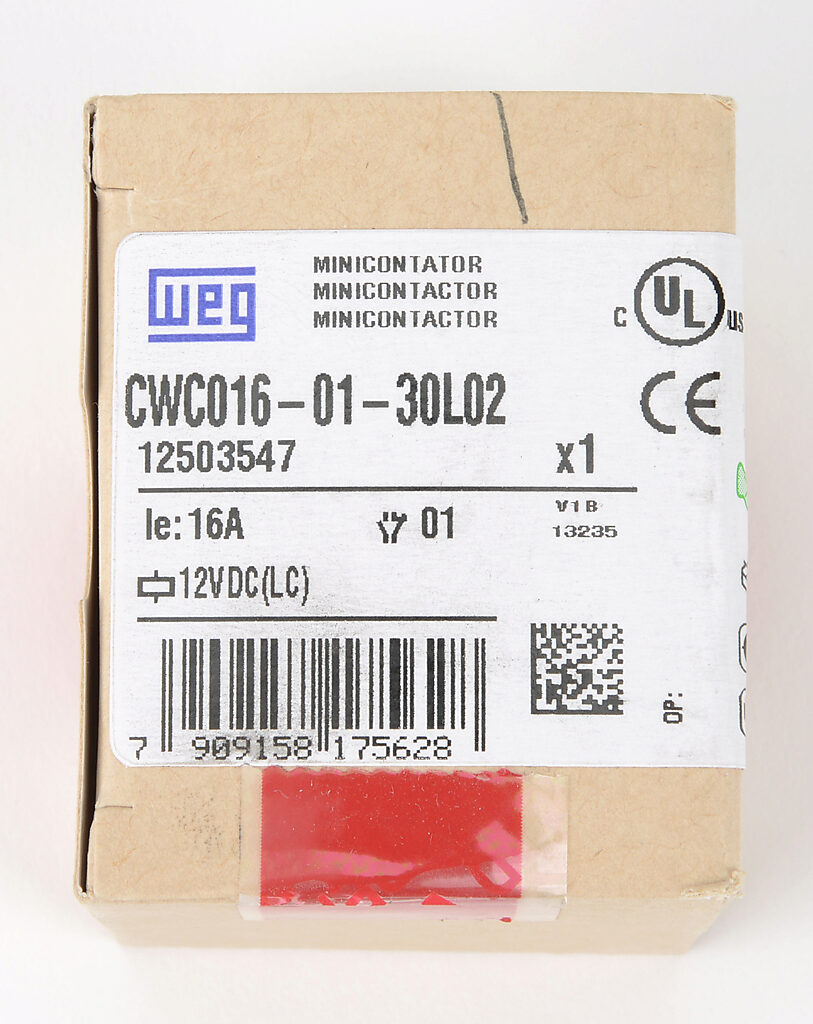 weg
MINICONTATOR
MINICONTACTOR
MINICONTACTOR
C UL US
CE
CWC016-01-30L02
12503547 x1
Ie: 16A 01
V1B
13235
12VDC(LC)
OP:
7 909158 175628